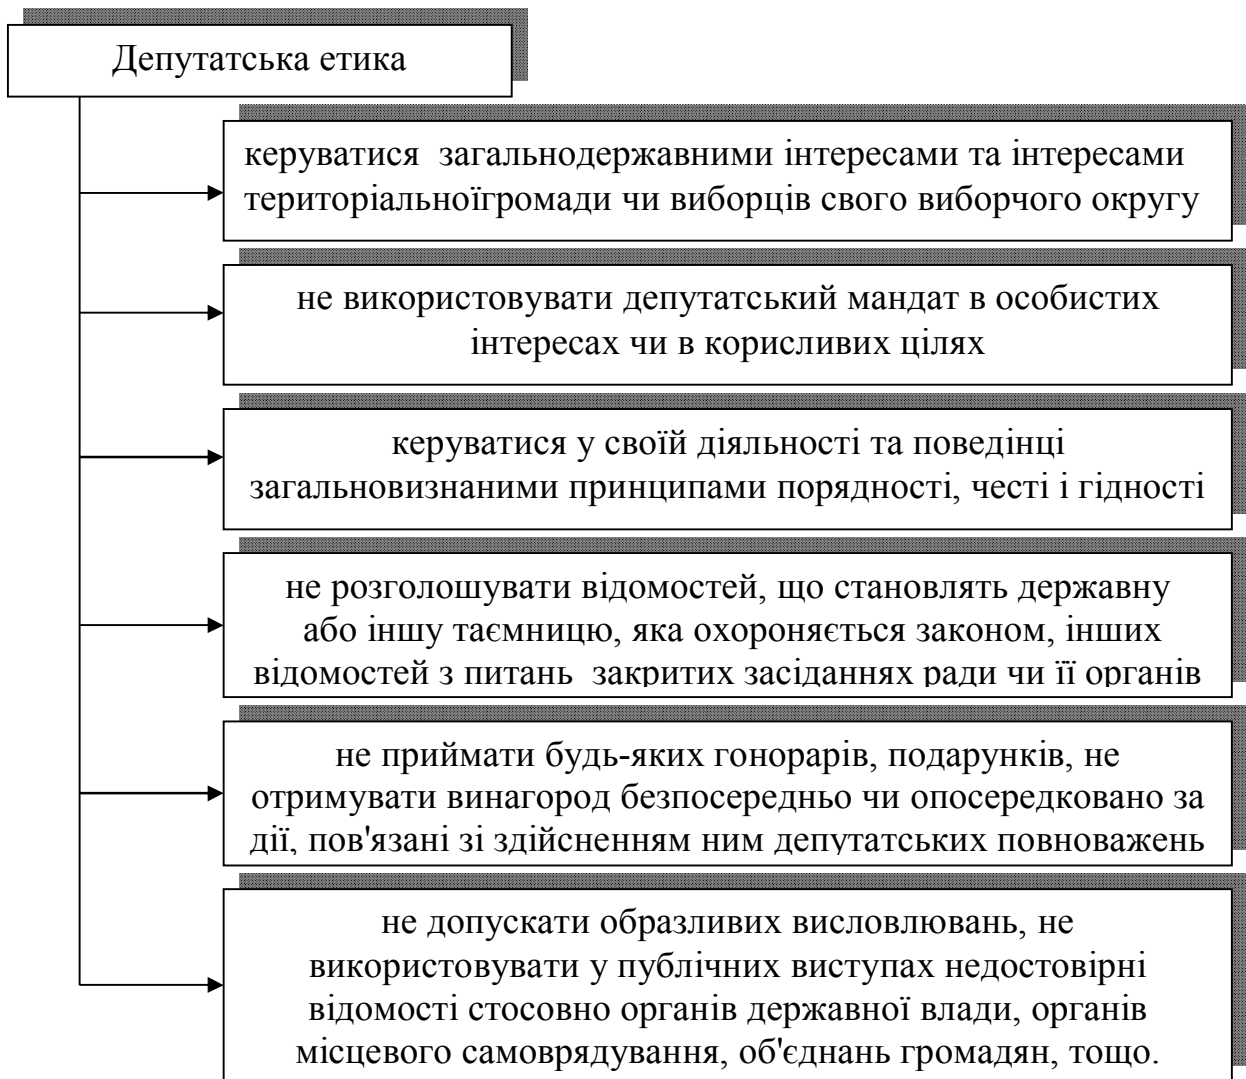 Депутатська етика
керуватися загальнодержавними інтересами та інтересами
територіальноїгромади чи виборців свого виборчого округу
не використовувати депутатський мандат в особистих
інтересах чи в корисливих цілях
керуватися у своїй діяльності та поведінці
загальновизнаними принципами порядності, честі і гідності
не розголошувати відомостей, що становлять державну
або іншу таємницю, яка охороняється законом, інших
відомостей з питань закритих засіданнях ради чи її органів
не приймати будь-яких гонорарів, подарунків, не
отримувати винагород безпосередньо чи опосередковано за
дії, пов'язані зі здійсненням ним депутатських повноважень
не допускати образливих висловлювань, не
використовувати у публічних виступах недостовірні
відомості стосовно органів державної влади, органів
місцевого самоврядування, об'єднань громадян, тощо.